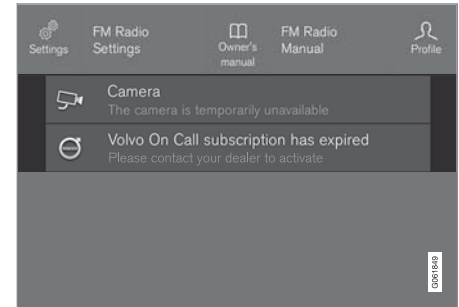 Settings
FM Radio
Settings
Owner's
manual
FM Radio
Manual
Profile
Camera
The camera is temporarily unavailable
Volvo On Call subscription has expired
Please contact your dealer to activate
G061849